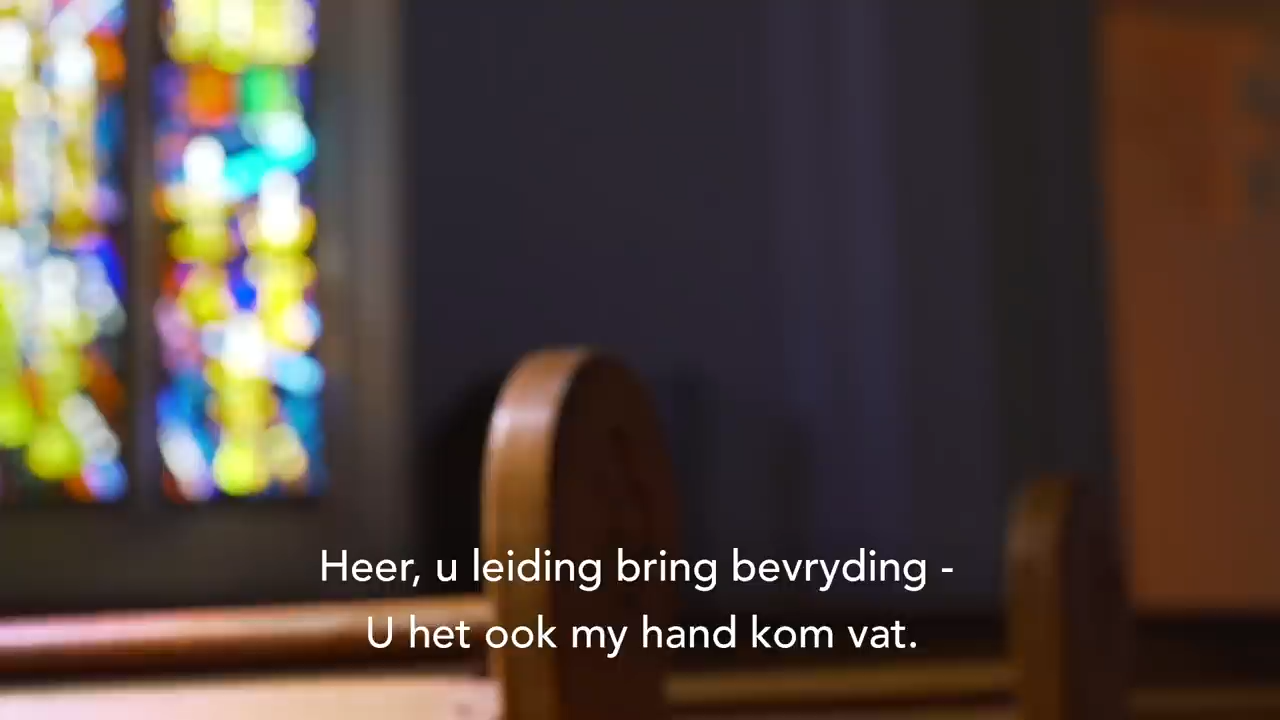 Heer, u leiding bring bevryding -
U het ook my hand kom vat.